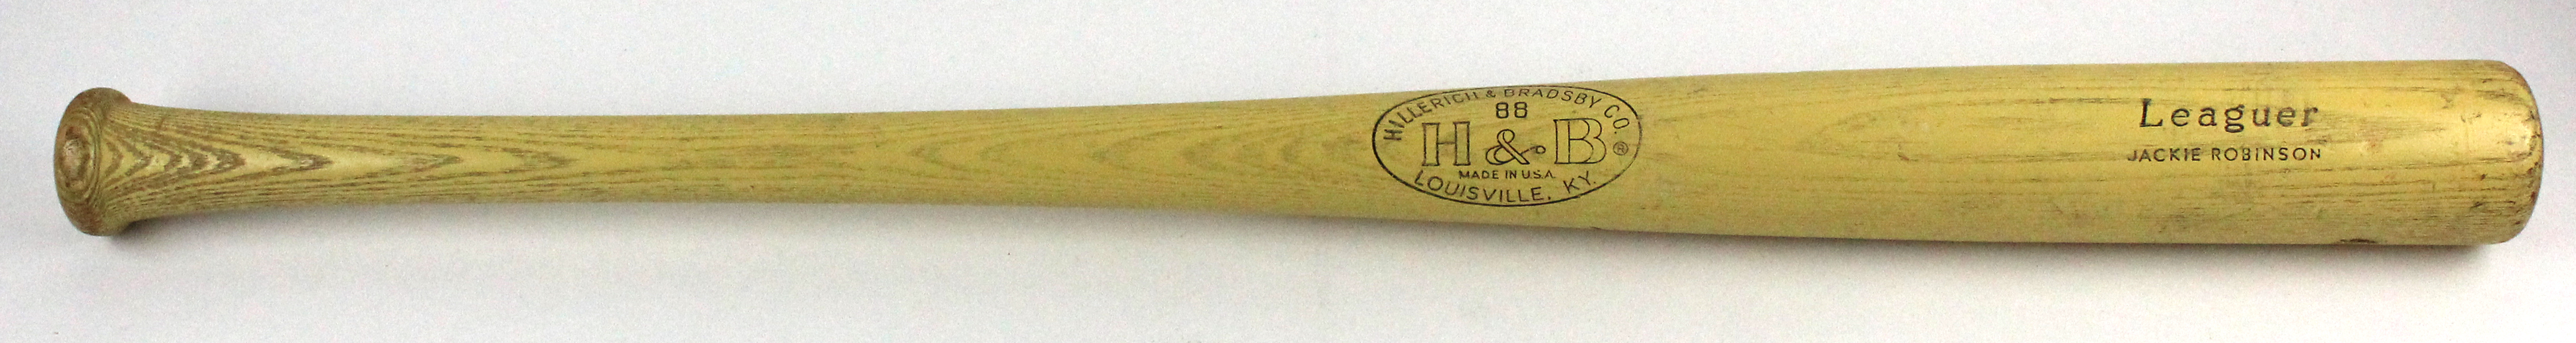 HILLERICH & BRADSBY CO.
88
H & B ®
MADE IN U.S.A.
LOUISVILLE, KY.
Leaguer
JACKIE ROBINSON